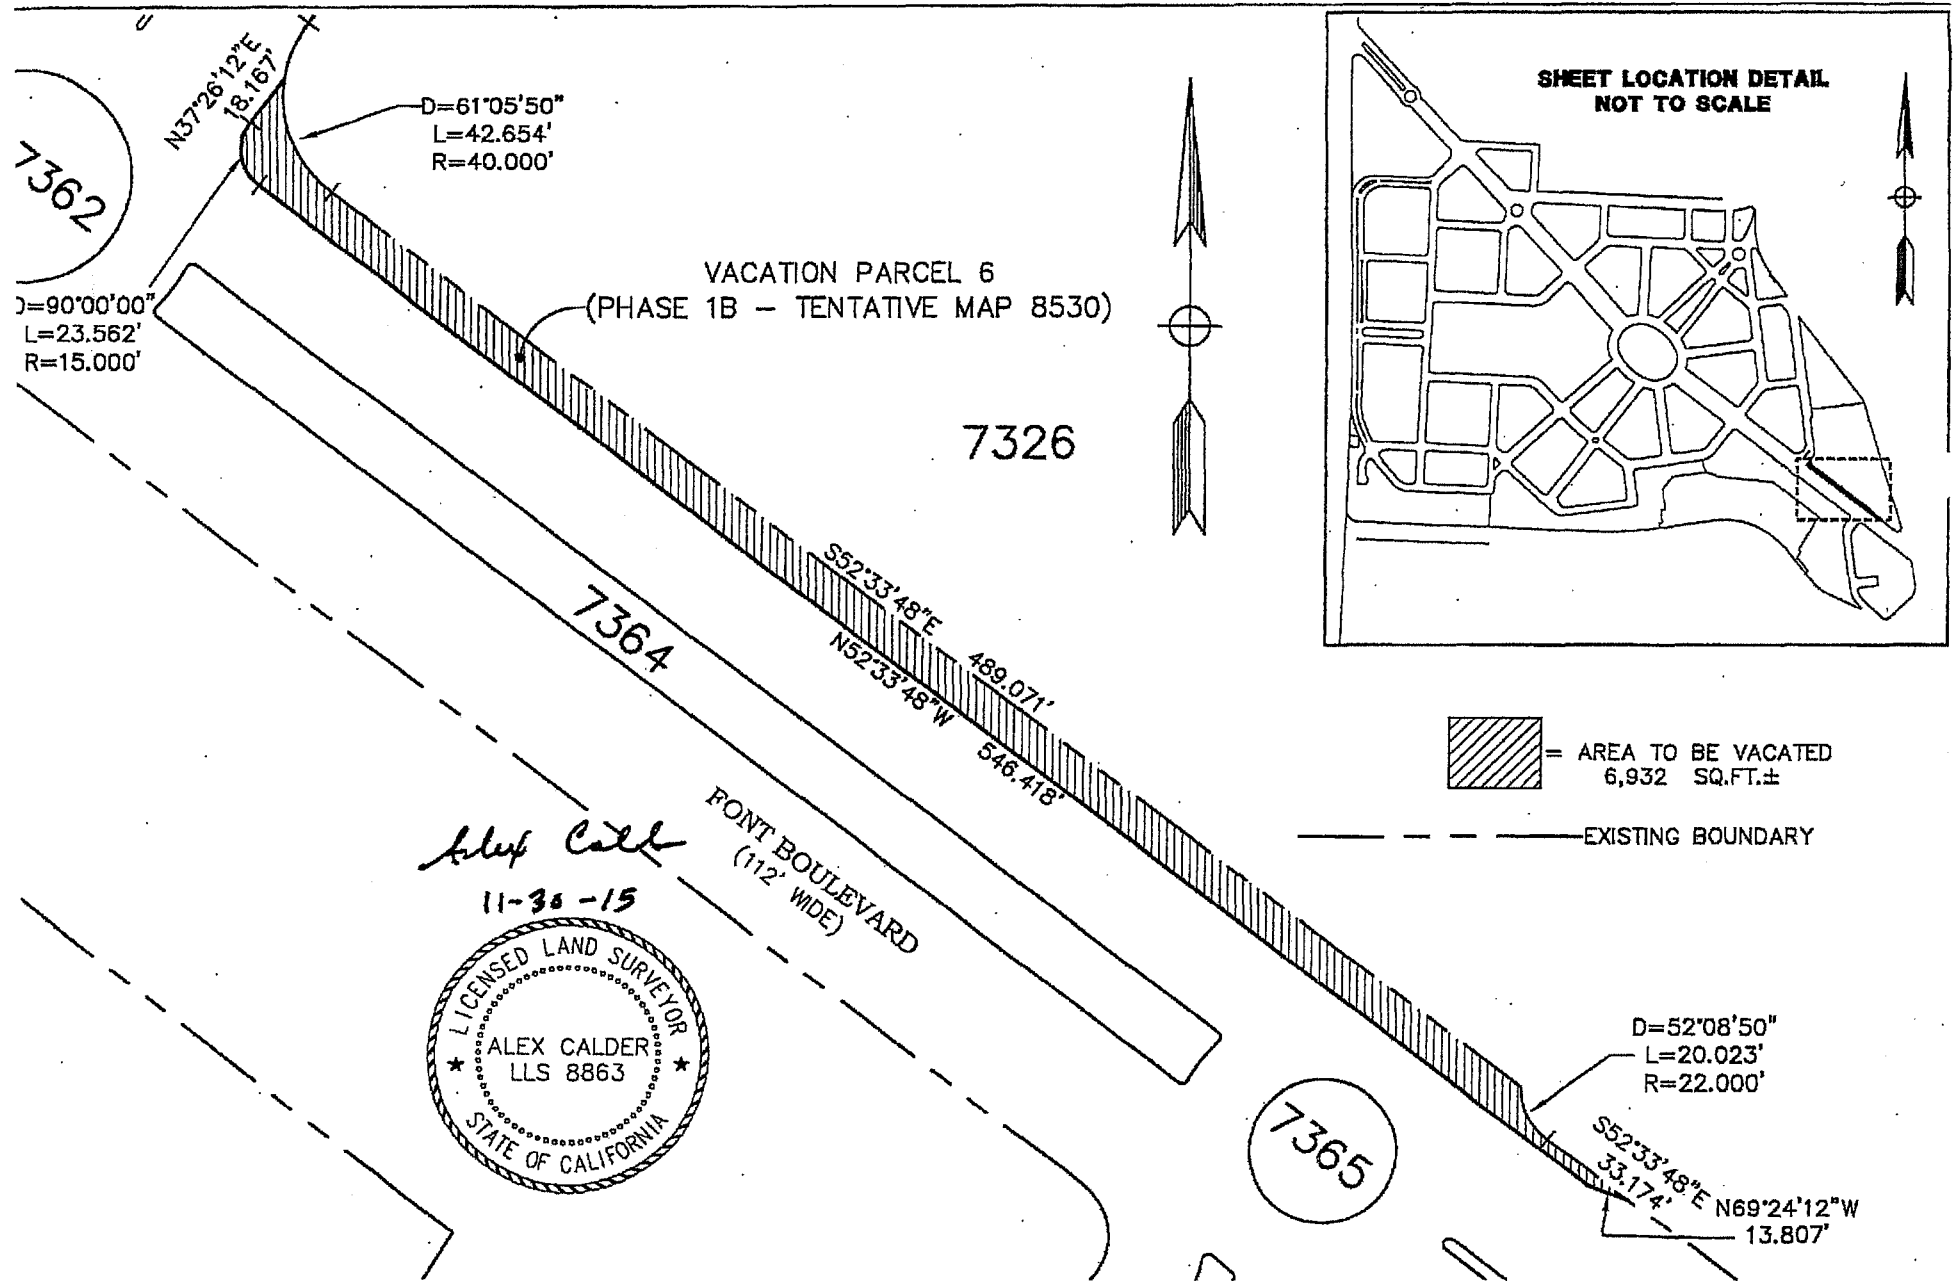 N37°26'12"E
18.167'
D=61°05'50"
L=42.654'
R=40.000'
7362
D=90°00'00"
L=23.562'
R=15.000'
VACATION PARCEL 6
(PHASE 1B – TENTATIVE MAP 8530)
7326
SHEET LOCATION DETAIL
NOT TO SCALE
S52°33'48"E
489.071'
N52°33'48"W
546.418'
7364
= AREA TO BE VACATED
6,932 SQ.FT.±
EXISTING BOUNDARY
FONT BOULEVARD
(112' WIDE)
Alex Cald
11-30-15
LICENSED LAND SURVEYOR
ALEX CALDER
LLS 8863
STATE OF CALIFORNIA
7365
D=52°08'50"
L=20.023'
R=22.000'
S52°33'48"E
33.174'
N69°24'12"W
13.807'